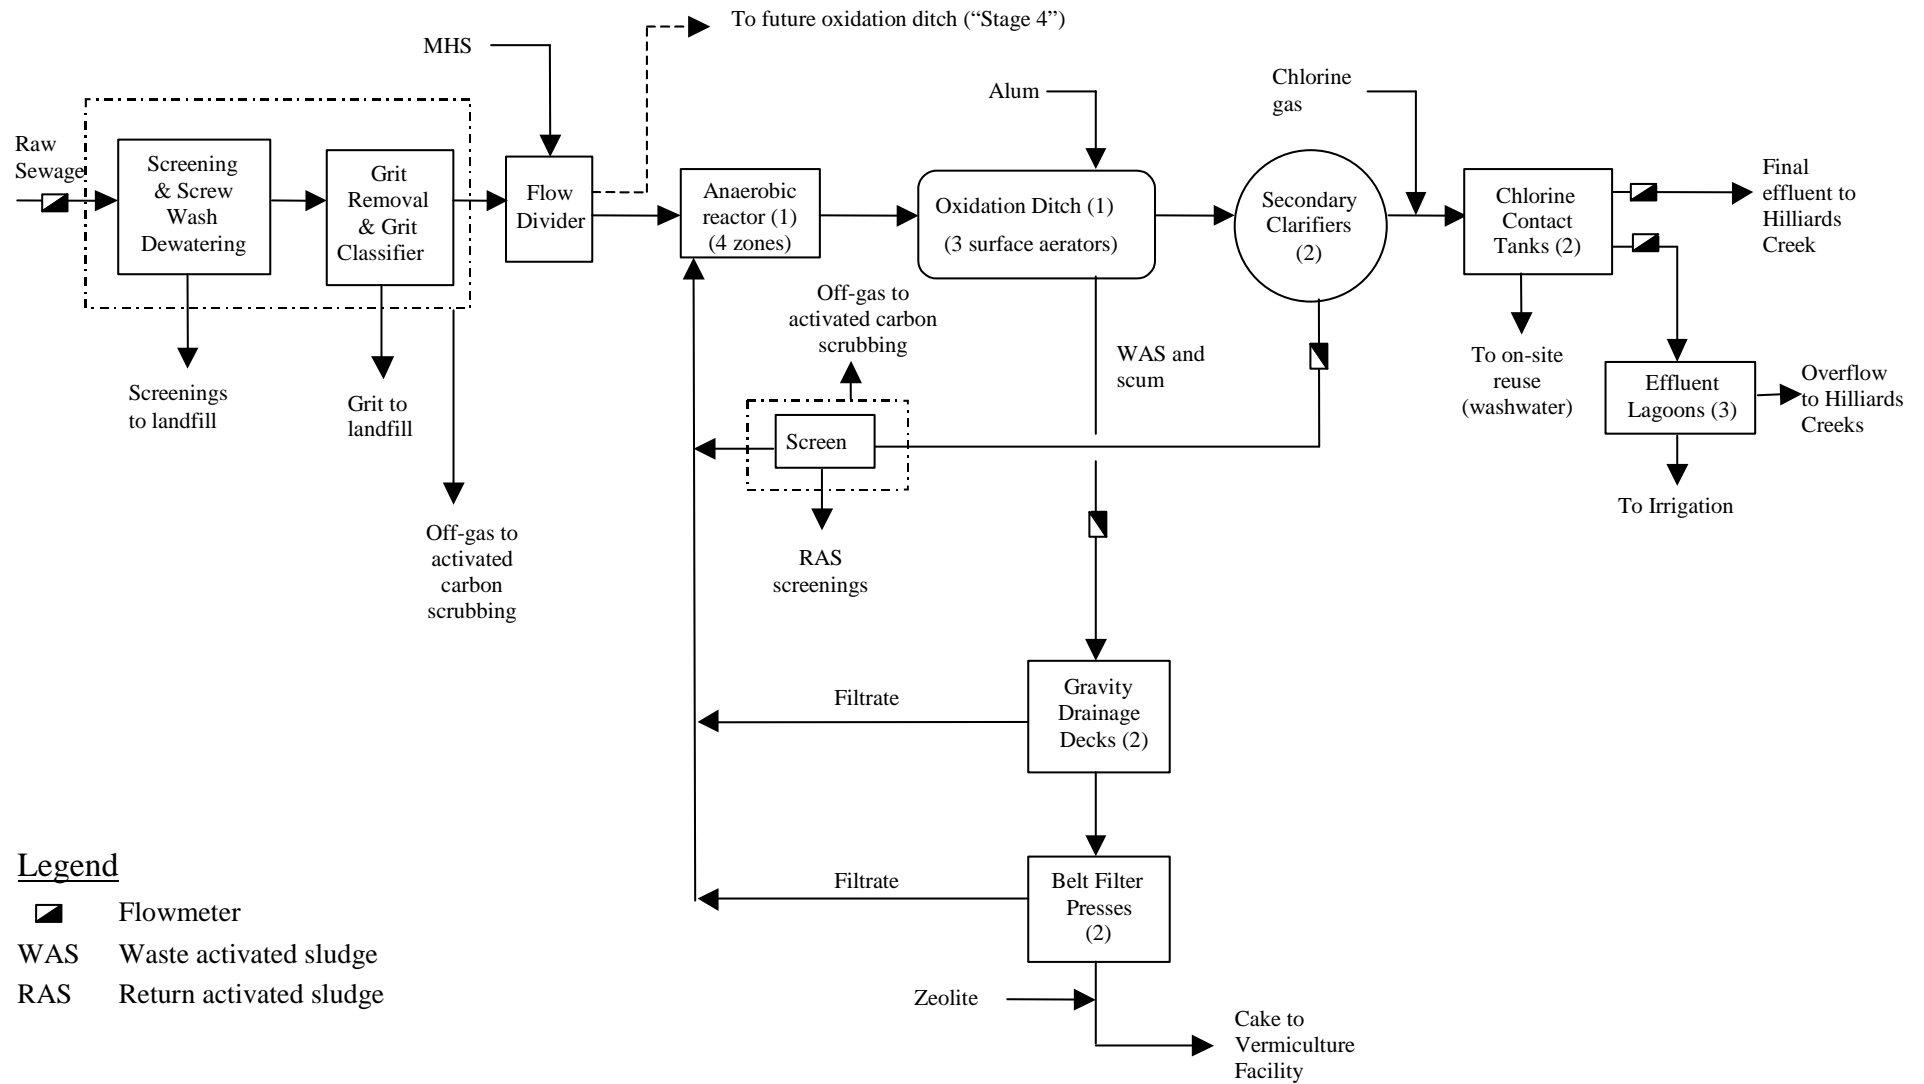 To future oxidation ditch (“Stage 4”)
MHS
Raw
Sewage
Screening
& Screw
Wash
Dewatering
Grit
Removal
& Grit
Classifier
Flow
Divider
Anaerobic
reactor (1)
(4 zones)
Alum
Oxidation Ditch (1)
(3 surface aerators)
Secondary
Clarifiers
(2)
Chlorine
gas
Chlorine
Contact
Tanks (2)
Final
effluent to
Hilliards
Creek
Screenings
to landfill
Grit to
landfill
Off-gas to
activated
carbon
scrubbing
Off-gas to
activated carbon
scrubbing
Screen
RAS
screenings
WAS and
scum
To on-site
reuse
(washwater)
Effluent
Lagoons (3)
Overflow
to Hilliards
Creeks
To Irrigation
Filtrate
Gravity
Drainage
Decks (2)
Filtrate
Belt Filter
Presses
(2)
Zeolite
Cake to
Vermiculture
Facility
Legend
Flowmeter
WAS Waste activated sludge
RAS Return activated sludge